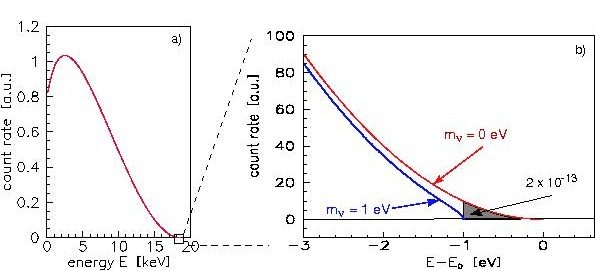 a)
count rate [a.u.]
1.2
1
0.8
0.6
0.4
0.2
0
0 5 10 15 20
energy E [keV]
b)
count rate [a.u.]
100
80
60
40
20
0
mν = 0 eV
2 x 10⁻¹³
mν = 1 eV
−3 −2 −1 0
E−E₀ [eV]